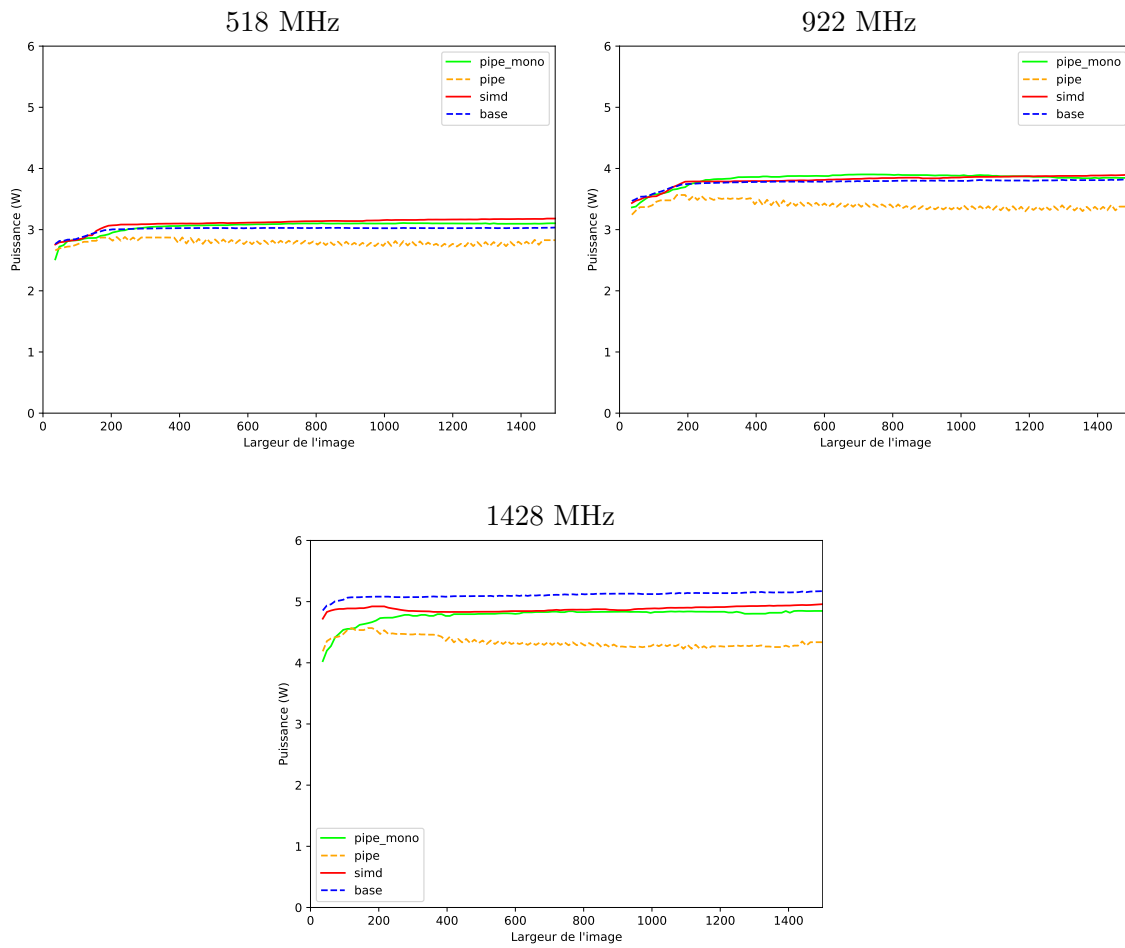 518 MHz
6
5
4
3
2
1
0
Puissance (W)
0 200 400 600 800 1000 1200 1400
Largeur de l'image
pipe_mono
pipe
simd
base
922 MHz
6
5
4
3
2
1
0
Puissance (W)
0 200 400 600 800 1000 1200 1400
Largeur de l'image
pipe_mono
pipe
simd
base
1428 MHz
6
5
4
3
2
1
0
Puissance (W)
pipe_mono
pipe
simd
base
0 200 400 600 800 1000 1200 1400
Largeur de l'image